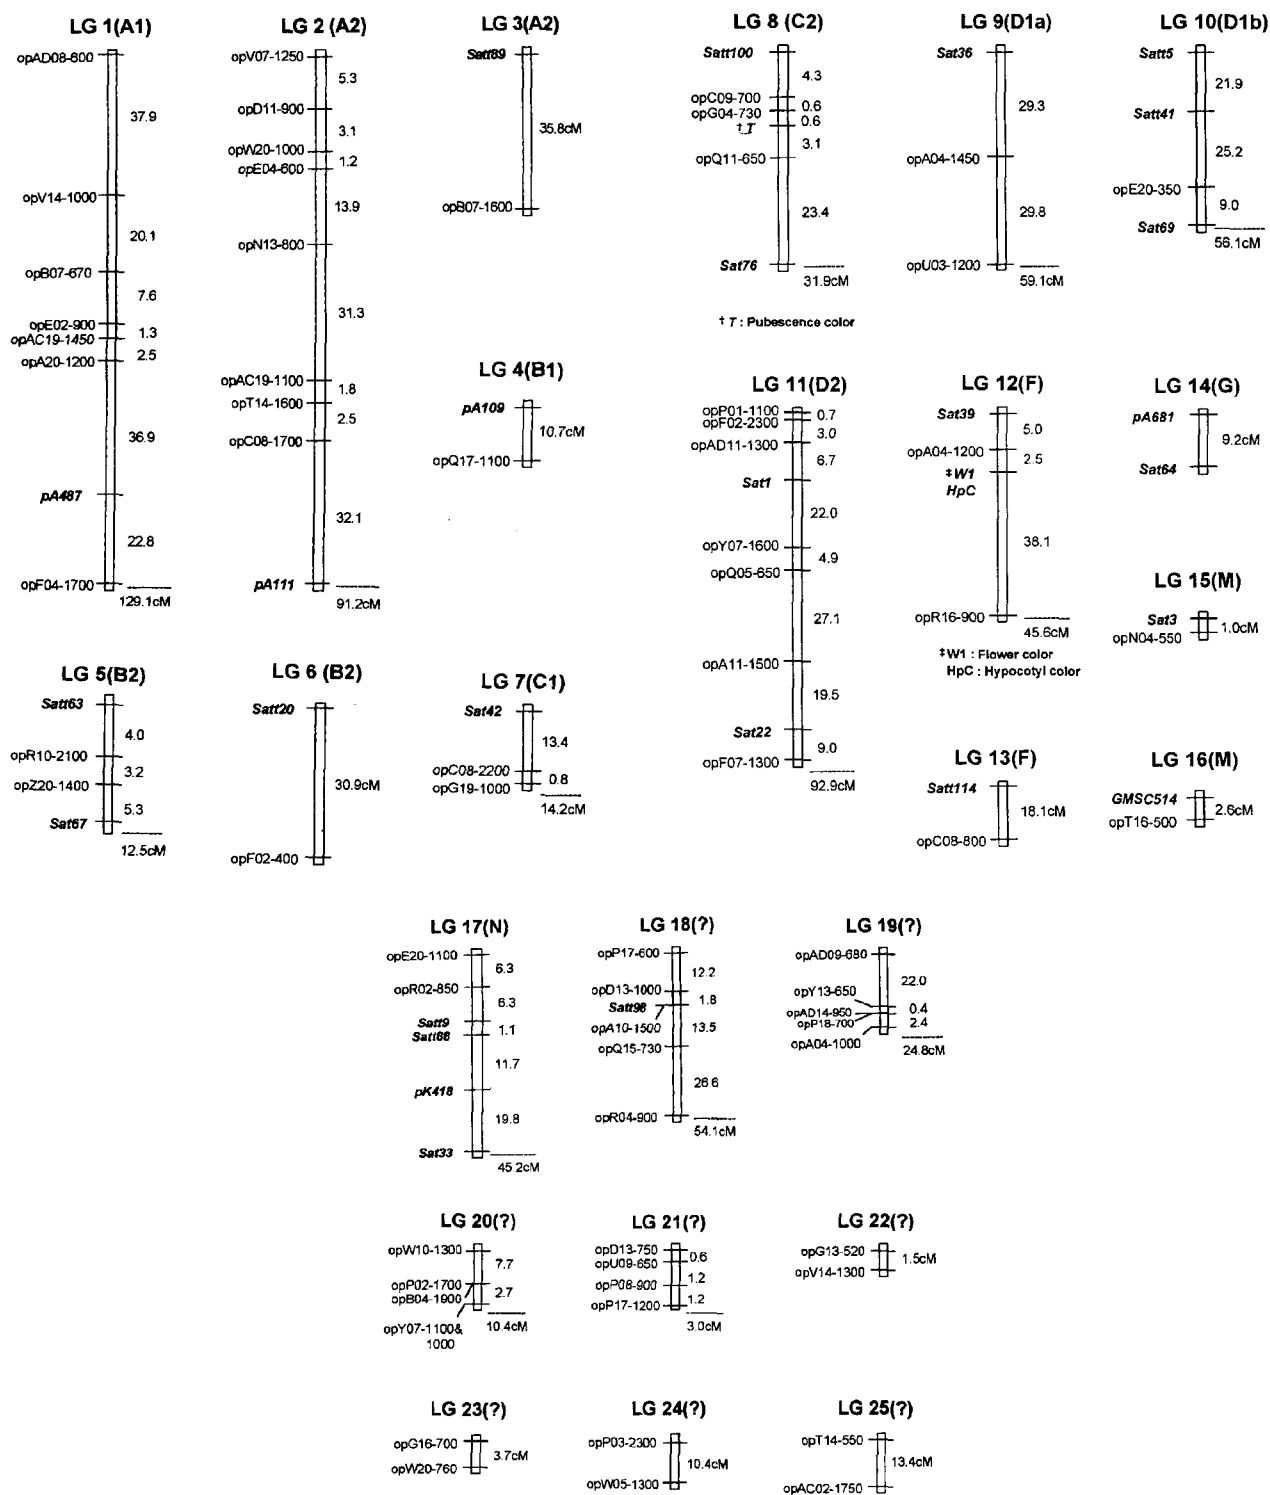 LG 1(A1)
opAD08-800
37.9
opV14-1000
20.1
opB07-670
7.6
opE02-900
1.3
opAC19-1450
2.5
opA20-1200
36.9
pA487
22.8
opF04-1700
129.1cM
LG 2 (A2)
opV07-1250
5.3
opD11-900
3.1
opW20-1000
1.2
opE04-600
13.9
opN13-800
31.3
opAC19-1100
1.8
opT14-1600
2.5
opC08-1700
32.1
pA111
91.2cM
LG 3(A2)
Satt89
35.8cM
opB07-1600
LG 4(B1)
pA109
10.7cM
opQ17-1100
LG 5(B2)
Satt63
4.0
opR10-2100
3.2
opZ20-1400
5.3
Sat67
12.5cM
LG 6 (B2)
Satt20
30.9cM
opF02-400
LG 7(C1)
Sat42
13.4
opC08-2200
0.8
opG19-1000
14.2cM
LG 8 (C2)
Satt100
4.3
opC09-700
0.6
opG04-730
0.6
† T
3.1
opQ11-650
23.4
Sat76
31.9cM
† T : Pubescence color
LG 9(D1a)
Sat36
29.3
opA04-1450
29.8
opU03-1200
59.1cM
LG 10(D1b)
Satt5
21.9
Satt41
25.2
opE20-350
9.0
Sat69
56.1cM
LG 11(D2)
opP01-1100
0.7
opF02-2300
3.0
opAD11-1300
6.7
Sat1
22.0
opY07-1600
4.9
opQ05-650
27.1
opA11-1500
19.5
Sat22
9.0
opF07-1300
92.9cM
LG 12(F)
Sat39
5.0
opA04-1200
2.5
‡W1
HpC
38.1
opR16-900
45.6cM
‡W1 : Flower color
HpC : Hypocotyl color
LG 13(F)
Satt114
18.1cM
opC08-800
LG 14(G)
pA681
9.2cM
Sat64
LG 15(M)
Sat3
1.0cM
opN04-550
LG 16(M)
GMSC514
2.6cM
opT16-500
LG 17(N)
opE20-1100
6.3
opR02-850
6.3
Satt9
1.1
Satt88
11.7
pK418
19.8
Sat33
45.2cM
LG 18(?)
opP17-600
12.2
opD13-1000
1.8
Satt98
opA10-1500
13.5
opQ15-730
26.6
opR04-900
54.1cM
LG 19(?)
opAD09-680
22.0
opY13-650
0.4
opAD14-950
opP18-700
2.4
opA04-1000
24.8cM
LG 20(?)
opW10-1300
7.7
opP02-1700
2.7
opB04-1900
opY07-1100&
1000
10.4cM
LG 21(?)
opD13-750
0.6
opU09-650
1.2
opP08-900
1.2
opP17-1200
3.0cM
LG 22(?)
opG13-520
1.5cM
opV14-1300
LG 23(?)
opG16-700
3.7cM
opW20-760
LG 24(?)
opP03-2300
10.4cM
opW05-1300
LG 25(?)
opT14-550
13.4cM
opAC02-1750